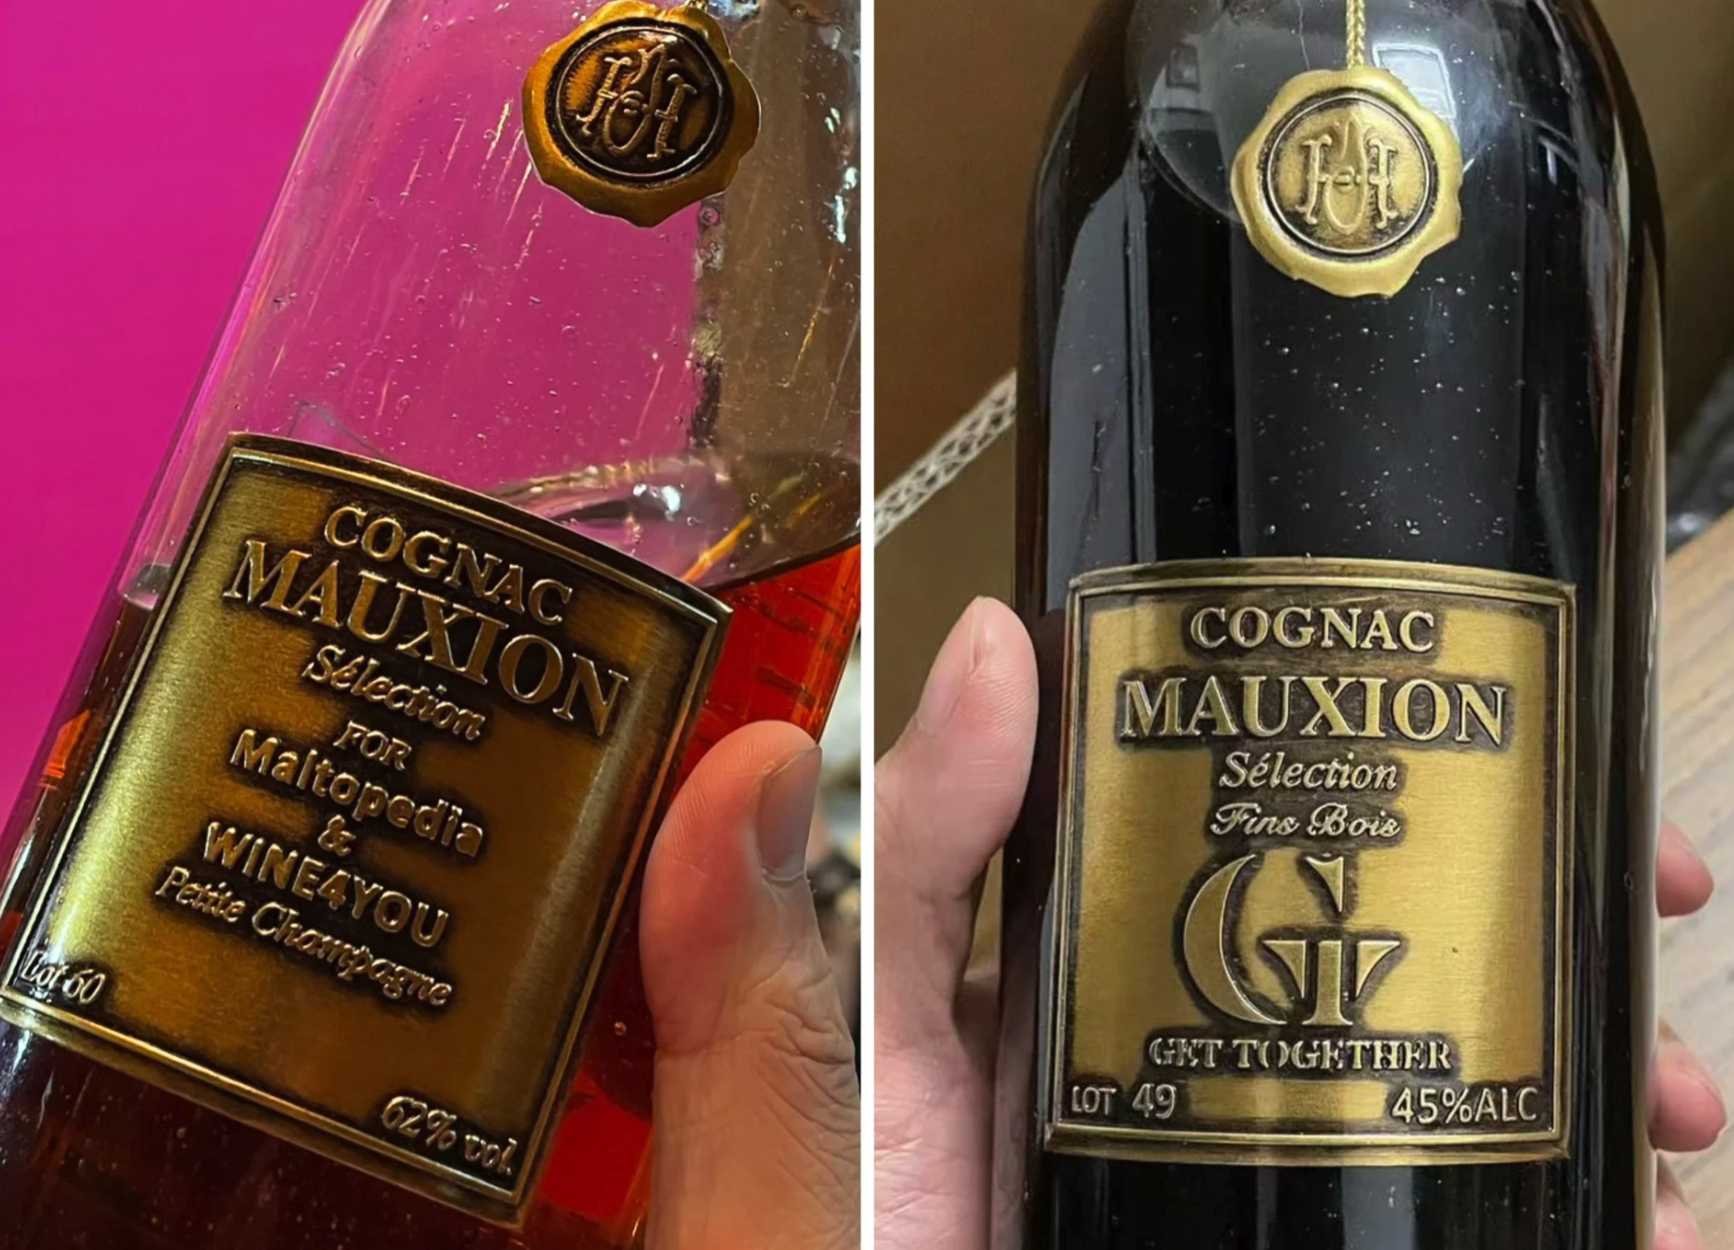 COGNAC
MAUXION
Sélection
FOR
Maltopedia
&
WINE4YOU
Petite Champagne
Lot 60
62% vol.
COGNAC
MAUXION
Sélection
Fins Bois
GT
GET TOGETHER
LOT 49
45%ALC